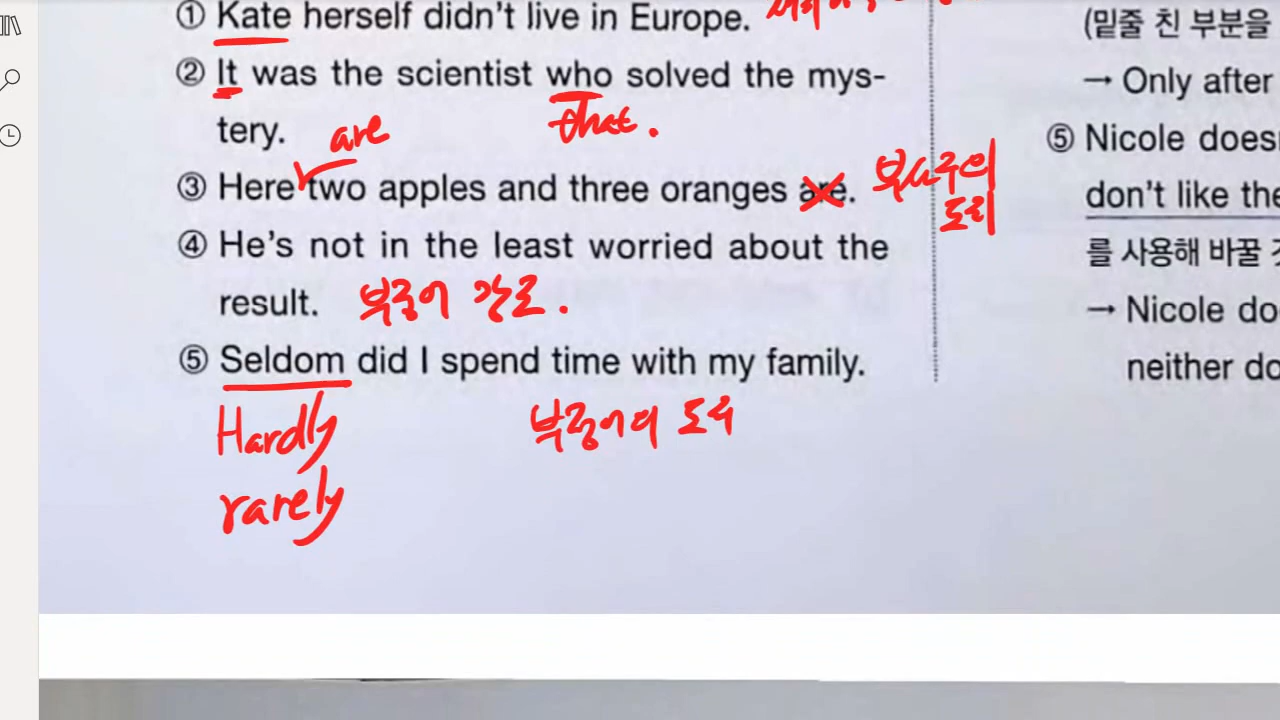 ① Kate herself didn't live in Europe.
② It was the scientist who solved the mys-
tery.
are
that.
③ Here two apples and three oranges are.
부사구의
도치
④ He's not in the least worried about the
result.
부정어 강조.
⑤ Seldom did I spend time with my family.
Hardly
rarely
부정어의 도치
(밑줄 친 부분을
→ Only after
⑤ Nicole does
don't like the
를 사용해 바꿀
→ Nicole do
neither do